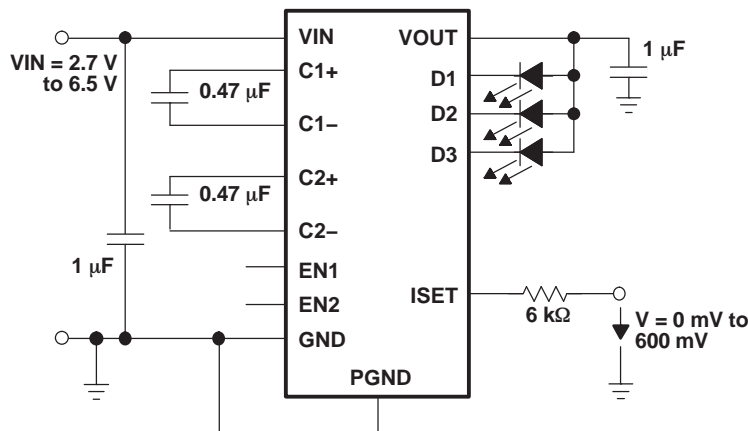 VIN
VOUT
VIN = 2.7 V
to 6.5 V
C1+
0.47 μF
C1–
D1
D2
D3
1 μF
C2+
0.47 μF
C2–
1 μF
EN1
EN2
ISET
6 kΩ
V = 0 mV to
600 mV
GND
PGND